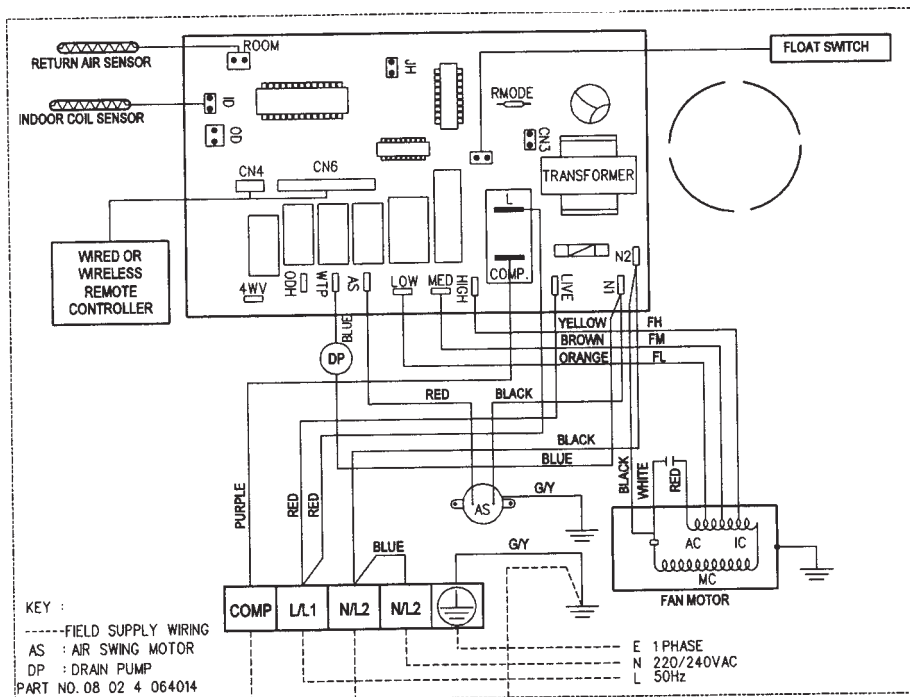 ROOM
RETURN AIR SENSOR
FLOAT SWITCH
JH
RMODE
ID
INDOOR COIL SENSOR
OD
CN3
CN4
CN6
TRANSFORMER
L
WIRED OR
WIRELESS
REMOTE
CONTROLLER
COMP.
N2
4WV
ODH
WTP
AS
LOW
MED
HIGH
LIVE
N1
BLUE
YELLOW
FH
BROWN
FM
ORANGE
FL
DP
RED
BLACK
BLACK
BLUE
PURPLE
RED
RED
BLACK
WHITE
RED
AS
G/Y
G/Y
BLUE
AC
IC
MC
FAN MOTOR
COMP
L/L1
N/L2
N/L2
KEY :
-----FIELD SUPPLY WIRING
AS : AIR SWING MOTOR
DP : DRAIN PUMP
PART NO. 08 02 4 064014
E 1 PHASE
N 220/240VAC
L 50Hz